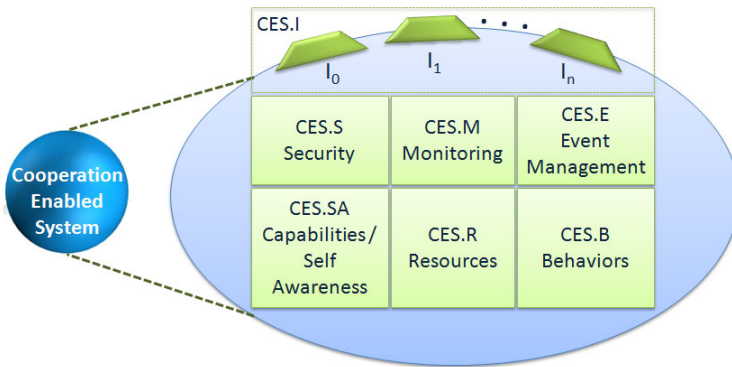 CES.I
I0
I1
. . .
In
CES.S
Security
CES.M
Monitoring
CES.E
Event
Management
Cooperation
Enabled
System
CES.SA
Capabilities/
Self
Awareness
CES.R
Resources
CES.B
Behaviors